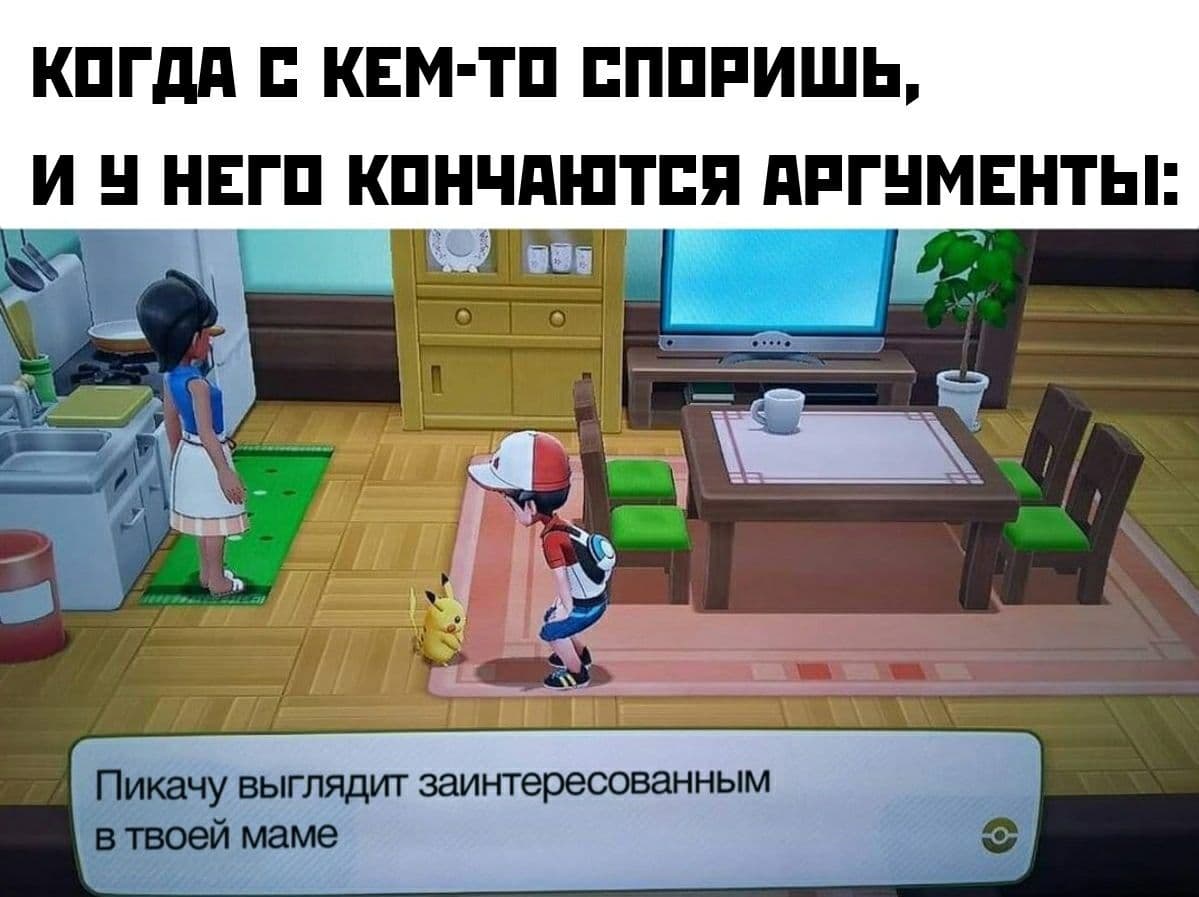 КОГДА С КЕМ-ТО СПОРИШЬ,
И У НЕГО КОНЧАЮТСЯ АРГУМЕНТЫ:
Пикачу выглядит заинтересованным
в твоей маме